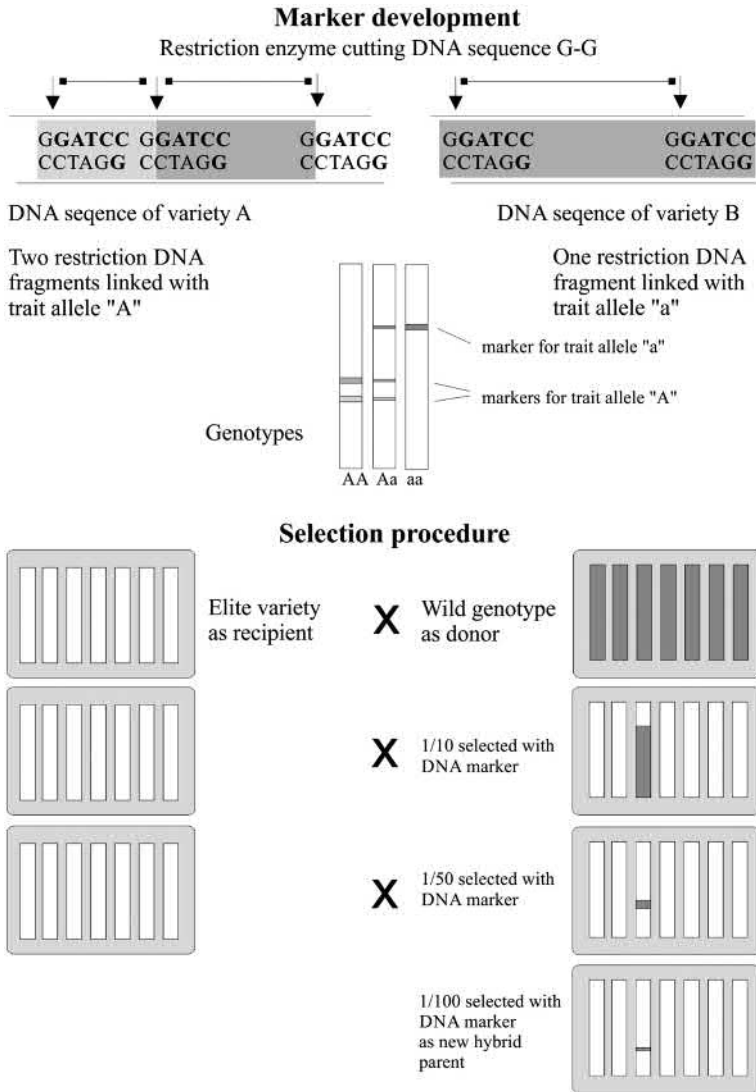 Marker development
Restriction enzyme cutting DNA sequence G-G
GGATCC GGATCC GGATCC
CCTAGG CCTAGG CCTAGG
GGATCC GGATCC
CCTAGG CCTAGG
DNA seqence of variety A
DNA seqence of variety B
Two restriction DNA
fragments linked with
trait allele "A"
One restriction DNA
fragment linked with
trait allele "a"
marker for trait allele "a"
markers for trait allele "A"
Genotypes
AA Aa aa
Selection procedure
Elite variety
as recipient
X
Wild genotype
as donor
X
1/10 selected with
DNA marker
X
1/50 selected with
DNA marker
1/100 selected with
DNA marker
as new hybrid
parent